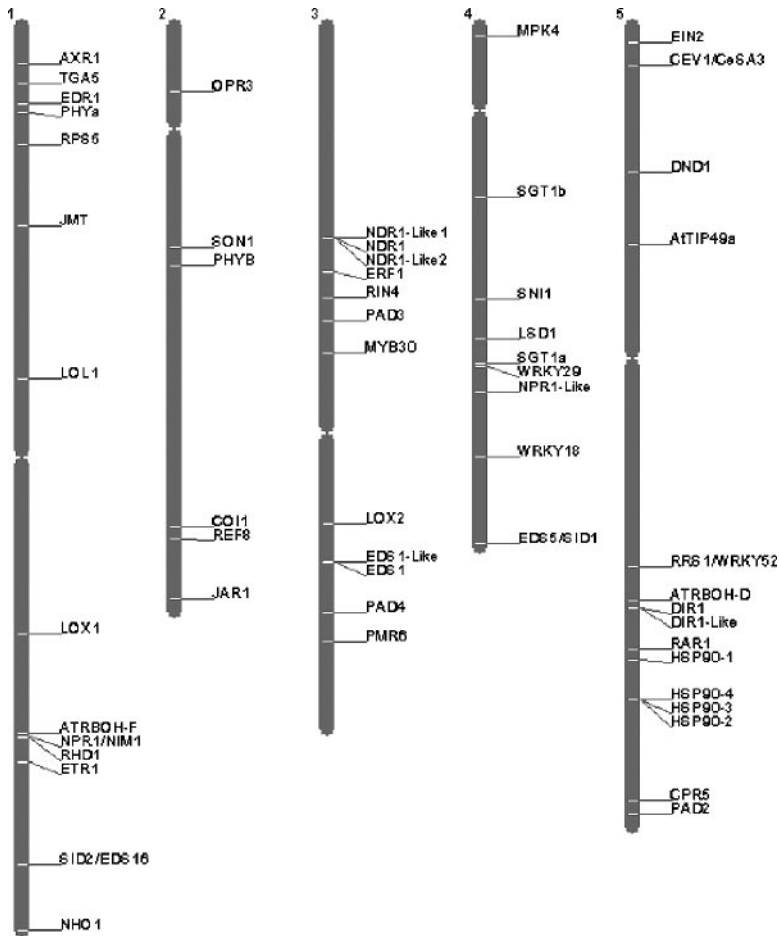 1
AXR1
TGA5
EDR1
PHYa
RPS5
JMT
LOL1
LOX1
ATRBOH-F
NPR1/NIM1
RHD1
ETR1
SID2/EDS16
NHO1
2
OPR3
SON1
PHYB
COI1
REF8
JAR1
3
NDR1-Like1
NDR1
NDR1-Like2
ERF1
RIN4
PAD3
MYB30
LOX2
EDS1-Like
EDS1
PAD4
PMR6
4
MPK4
SGT1b
SNI1
LSD1
SGT1a
WRKY29
NPR1-Like
WRKY18
EDS5/SID1
5
EIN2
CEV1/CeSA3
DND1
AtTIP49a
RRS1/WRKY52
ATRBOH-D
DIR1
DIR1-Like
RAR1
HSP90-1
HSP90-4
HSP90-3
HSP90-2
CPR5
PAD2